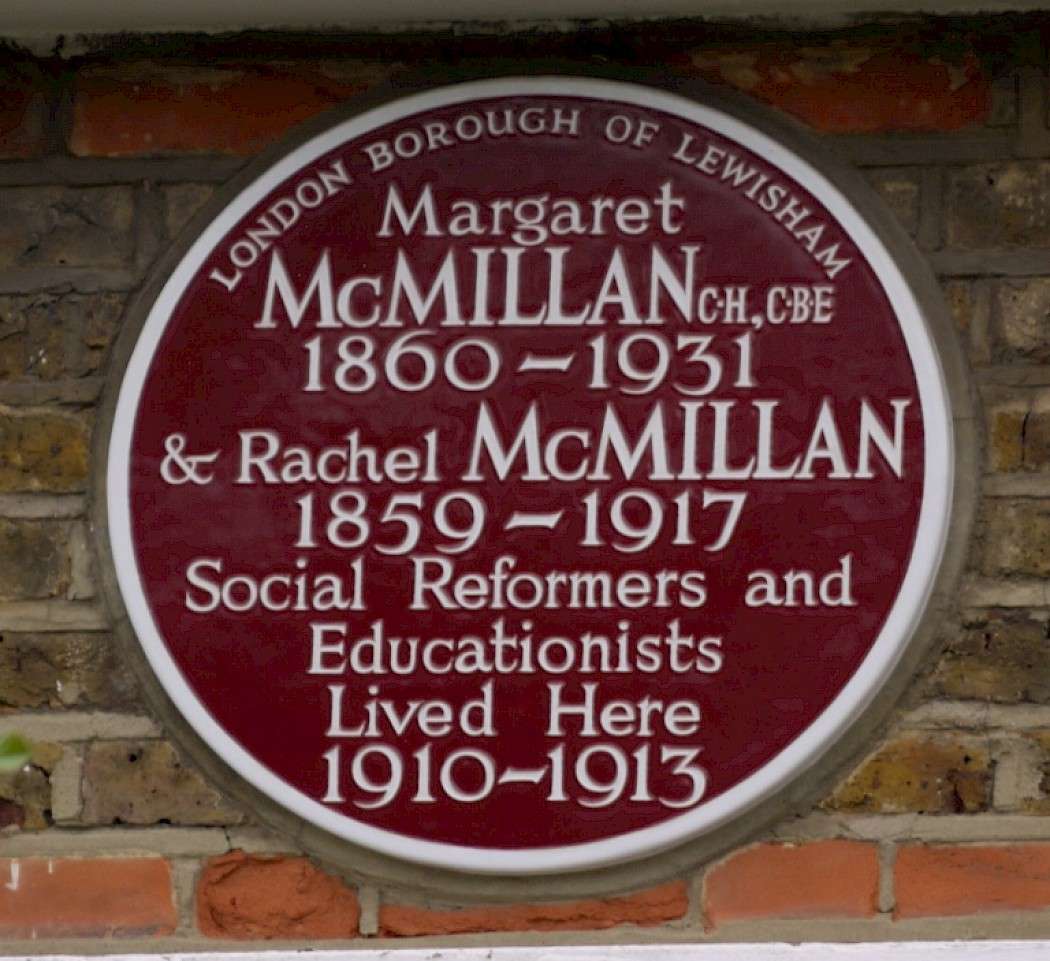 LONDON BOROUGH OF LEWISHAM
Margaret
McMILLAN C·H, C·B·E
1860 – 1931
& Rachel McMILLAN
1859 – 1917
Social Reformers and
Educationists
Lived Here
1910–1913